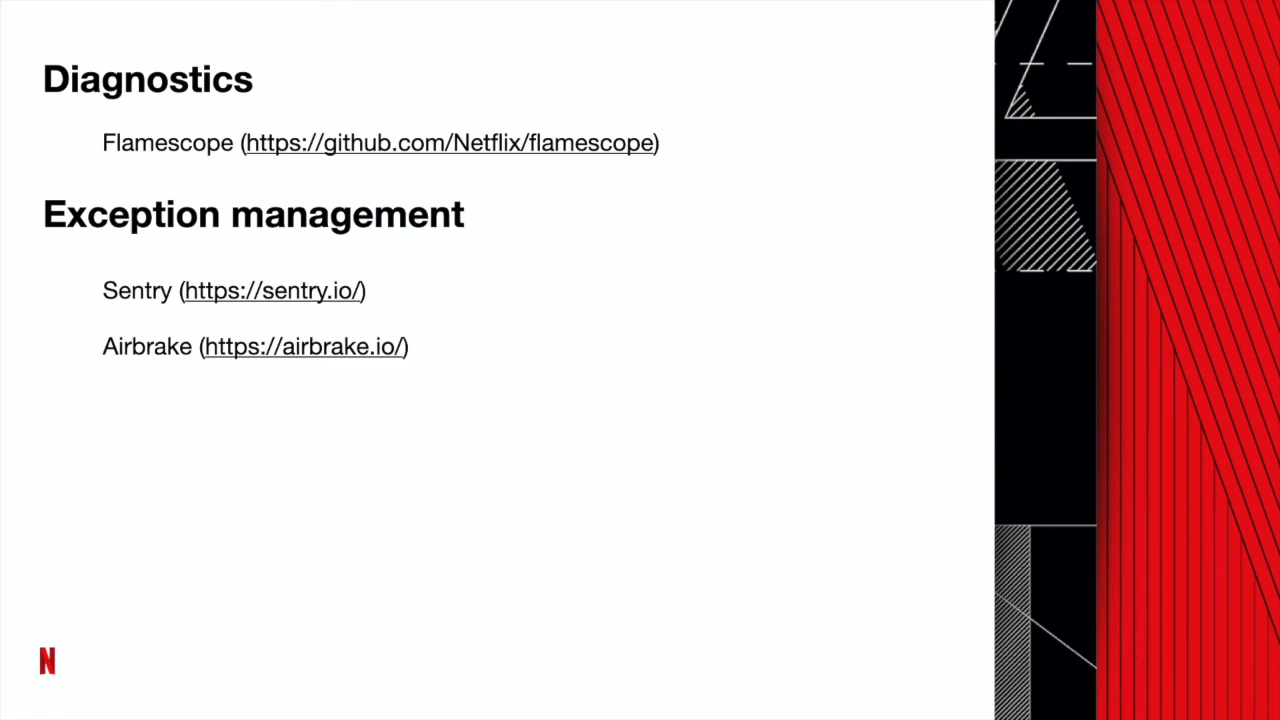 Diagnostics
Flamescope (https://github.com/Netflix/flamescope)
Exception management
Sentry (https://sentry.io/)
Airbrake (https://airbrake.io/)
N